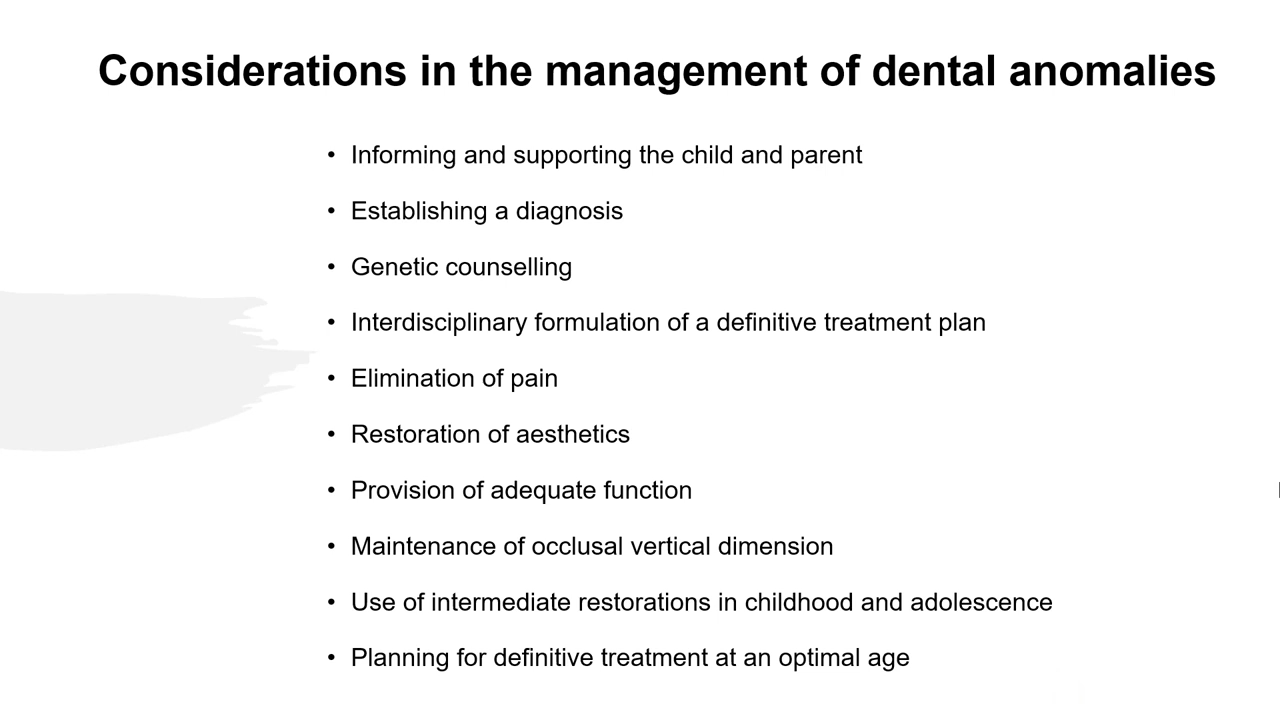 Considerations in the management of dental anomalies
• Informing and supporting the child and parent
• Establishing a diagnosis
• Genetic counselling
• Interdisciplinary formulation of a definitive treatment plan
• Elimination of pain
• Restoration of aesthetics
• Provision of adequate function
• Maintenance of occlusal vertical dimension
• Use of intermediate restorations in childhood and adolescence
• Planning for definitive treatment at an optimal age